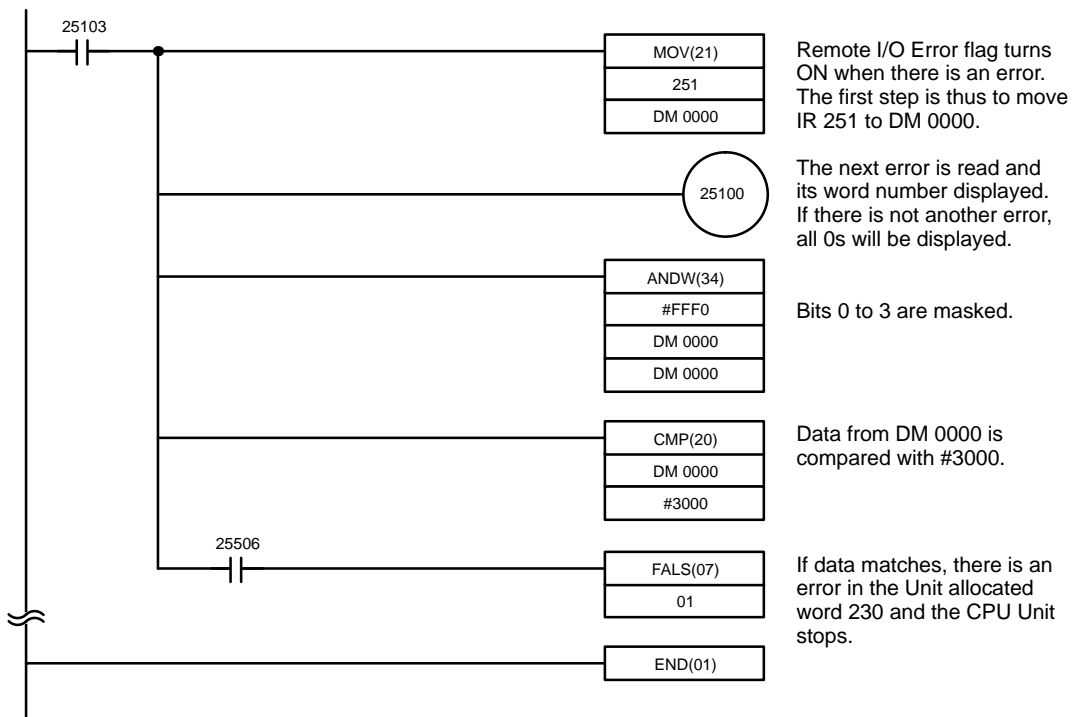 25103
MOV(21)
251
DM 0000
Remote I/O Error flag turns
ON when there is an error.
The first step is thus to move
IR 251 to DM 0000.
25100
The next error is read and
its word number displayed.
If there is not another error,
all 0s will be displayed.
ANDW(34)
#FFF0
DM 0000
DM 0000
Bits 0 to 3 are masked.
CMP(20)
DM 0000
#3000
Data from DM 0000 is
compared with #3000.
25506
FALS(07)
01
If data matches, there is an
error in the Unit allocated
word 230 and the CPU Unit
stops.
END(01)